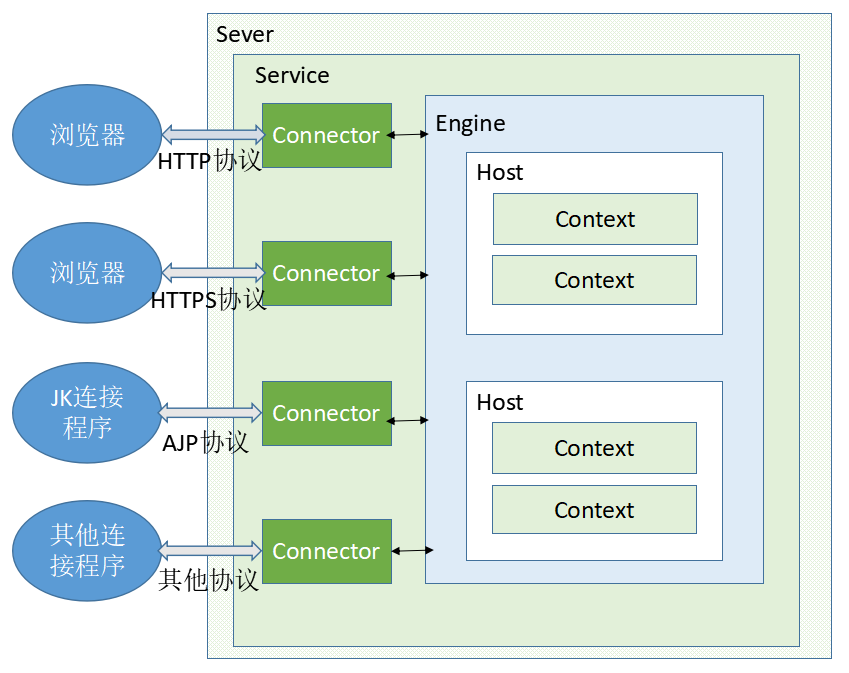 Sever
Service
浏览器
HTTP协议
Connector
Engine
Host
Context
Context
浏览器
HTTPS协议
Connector
JK连接
程序
AJP协议
Connector
Host
Context
Context
其他连
接程序
其他协议
Connector